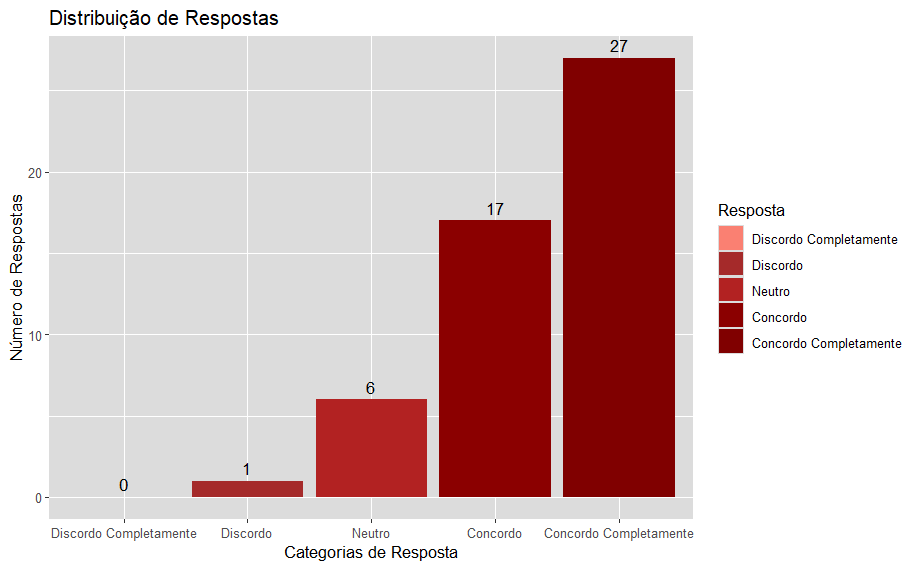 Distribuição de Respostas
Número de Respostas
20
10
0
0
1
6
17
27
Discordo Completamente
Discordo
Neutro
Concordo
Concordo Completamente
Categorias de Resposta
Resposta
Discordo Completamente
Discordo
Neutro
Concordo
Concordo Completamente